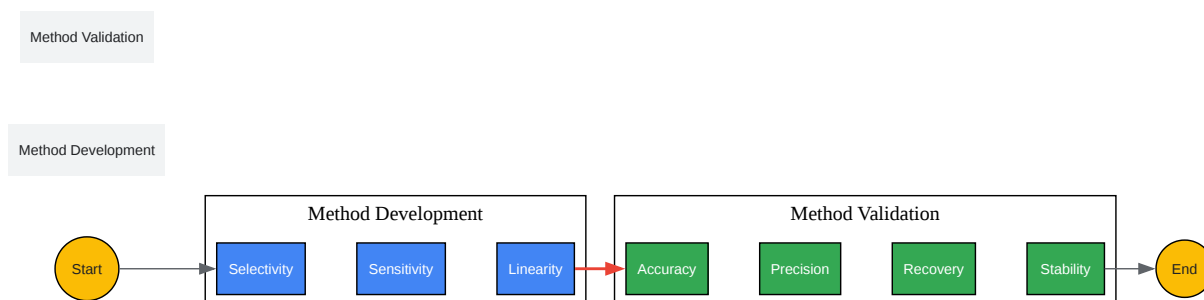 Method Validation
Method Development
Method Development
Method Validation
Start
Selectivity
Sensitivity
Linearity
Accuracy
Precision
Recovery
Stability
End